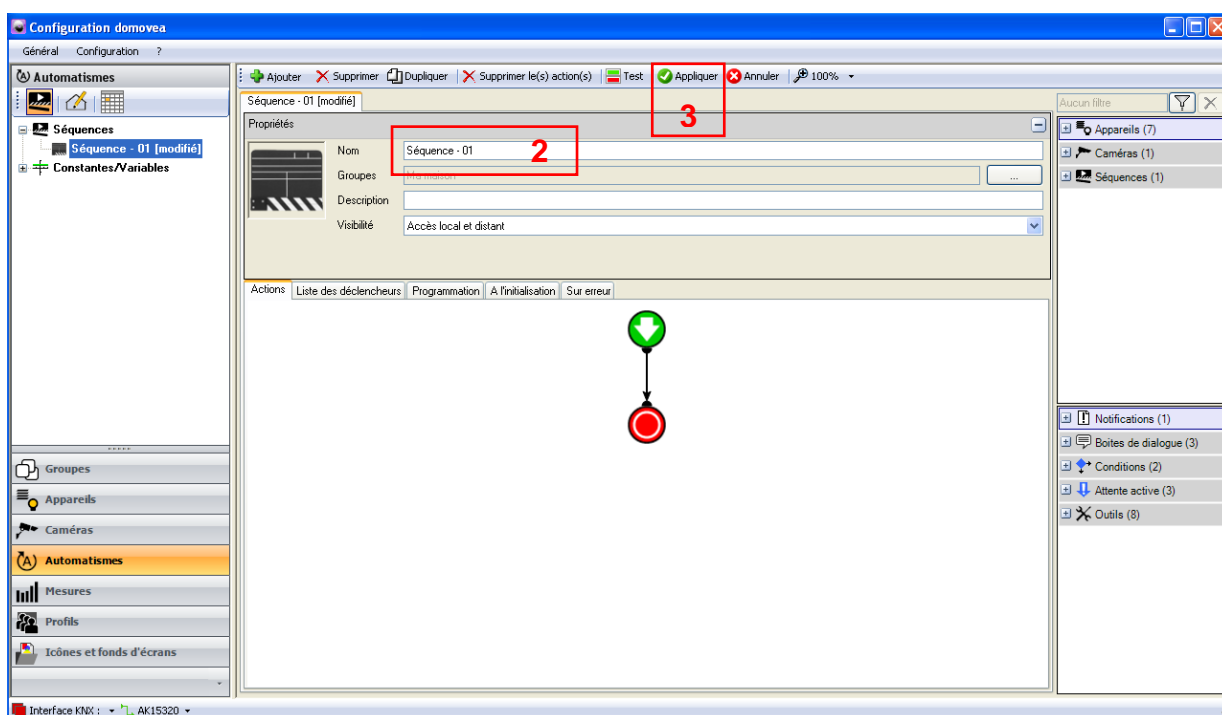 Configuration domovea
Général Configuration ?
Automatismes
Séquences
Séquence - 01 [modifié]
Constantes/Variables
Groupes
Appareils
Caméras
Automatismes
Mesures
Profils
Icônes et fonds d'écrans
Ajouter Supprimer Dupliquer Supprimer le(s) action(s) Test Appliquer Annuler 100%
3
Séquence - 01 [modifié]
Propriétés
Nom Séquence - 01
2
Groupes Ma maison ...
Description
Visibilité Accès local et distant
Actions Liste des déclencheurs Programmation A l'initialisation Sur erreur
Aucun filtre
Appareils (7)
Caméras (1)
Séquences (1)
Notifications (1)
Boites de dialogue (3)
Conditions (2)
Attente active (3)
Outils (8)
Interface KNX : AK15320